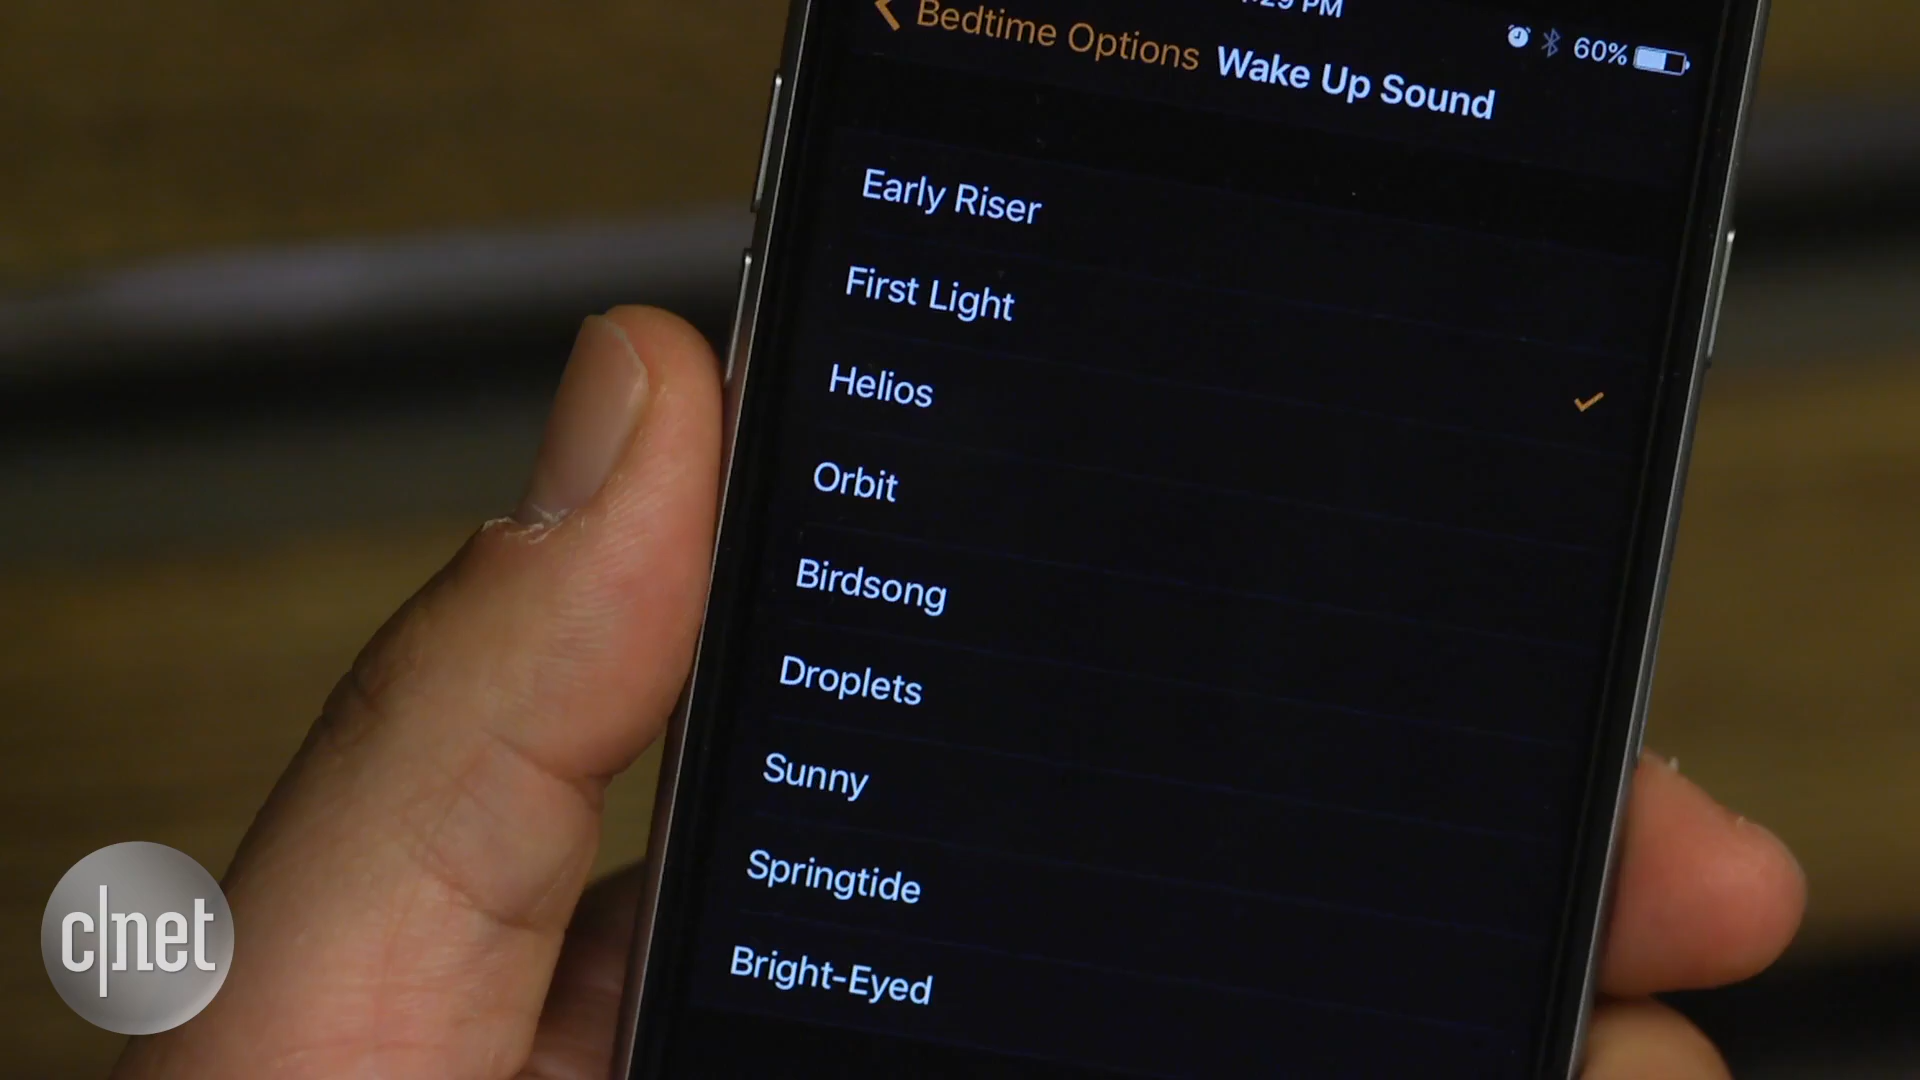 PM
60%
Bedtime Options
Wake Up Sound
Early Riser
First Light
Helios
Orbit
Birdsong
Droplets
Sunny
Springtide
Bright-Eyed
c|net